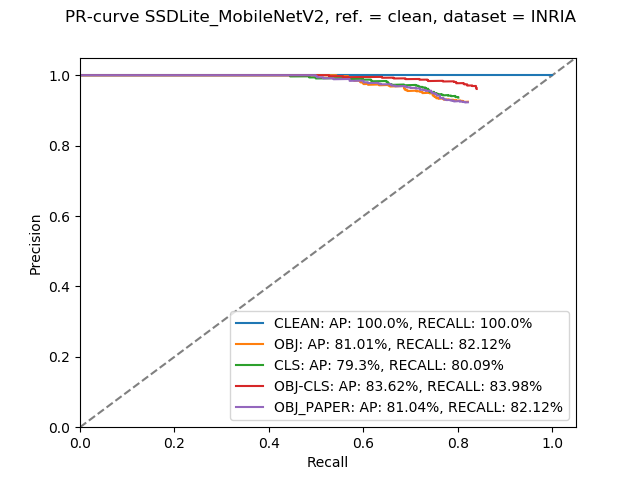 PR-curve SSDLite_MobileNetV2, ref. = clean, dataset = INRIA
1.0
0.8
0.6
0.4
0.2
0.0
Precision
CLEAN: AP: 100.0%, RECALL: 100.0%
OBJ: AP: 81.01%, RECALL: 82.12%
CLS: AP: 79.3%, RECALL: 80.09%
OBJ-CLS: AP: 83.62%, RECALL: 83.98%
OBJ_PAPER: AP: 81.04%, RECALL: 82.12%
0.0 0.2 0.4 0.6 0.8 1.0
Recall